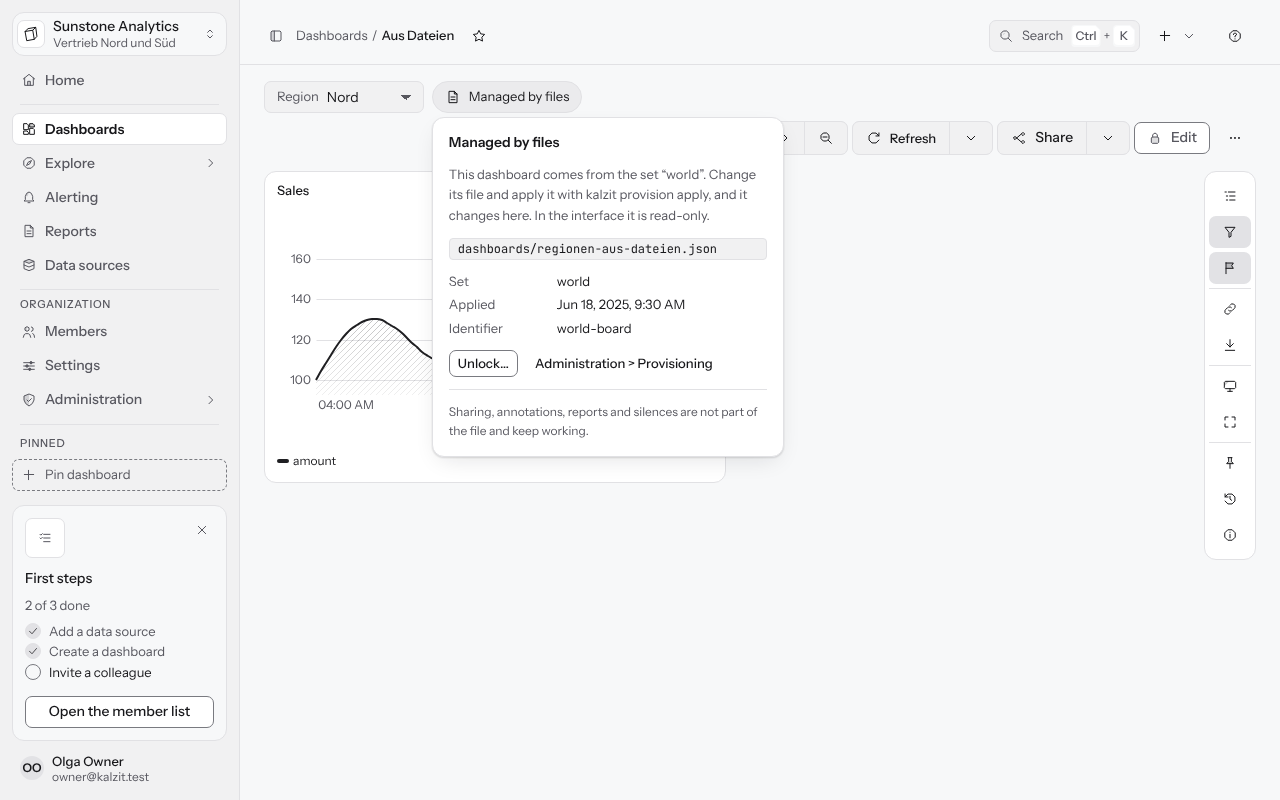 Sunstone Analytics
Vertrieb Nord und Süd
Home
Dashboards
Explore
Alerting
Reports
Data sources
ORGANIZATION
Members
Settings
Administration
PINNED
Pin dashboard
First steps
2 of 3 done
Add a data source
Create a dashboard
Invite a colleague
Open the member list
OO Olga Owner
owner@kalzit.test
Dashboards / Aus Dateien
Search Ctrl + K
Region Nord
Managed by files
Refresh
Share
Edit
Sales
160
140
120
100
04:00 AM
amount
Managed by files
This dashboard comes from the set “world”. Change
its file and apply it with kalzit provision apply, and it
changes here. In the interface it is read-only.
dashboards/regionen-aus-dateien.json
Set world
Applied Jun 18, 2025, 9:30 AM
Identifier world-board
Unlock... Administration > Provisioning
Sharing, annotations, reports and silences are not part of
the file and keep working.